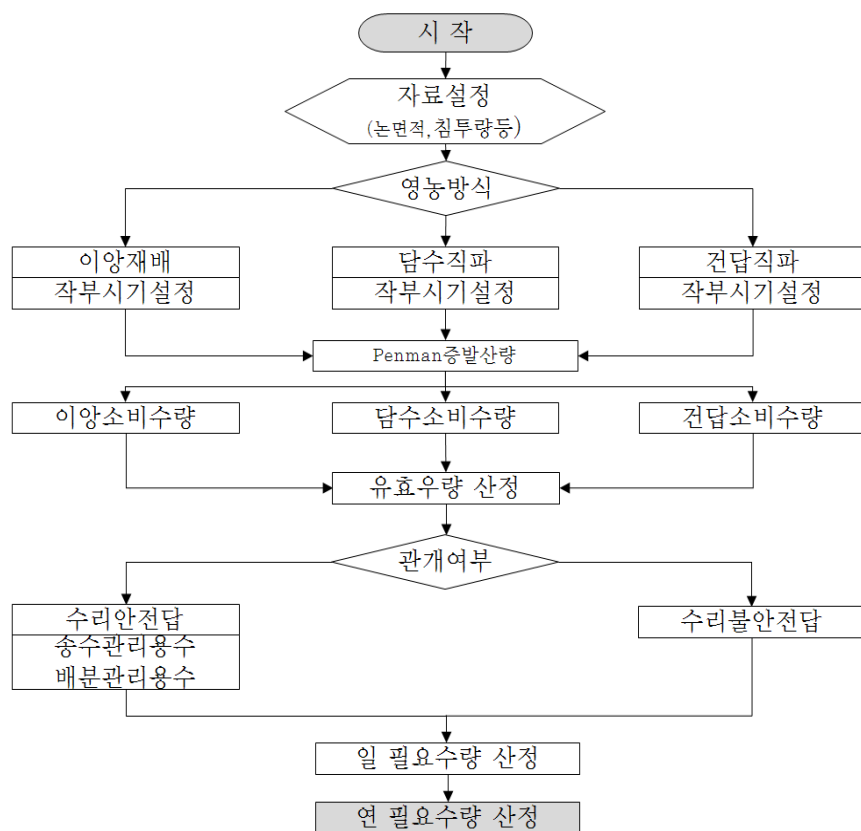 시 작
자료설정
(논면적,침투량등)
영농방식
이앙재배
담수직파
건답직파
작부시기설정
작부시기설정
작부시기설정
Penman증발산량
이앙소비수량
담수소비수량
건답소비수량
유효우량 산정
관개여부
수리안전답
수리불안전답
송수관리용수
배분관리용수
일 필요수량 산정
연 필요수량 산정